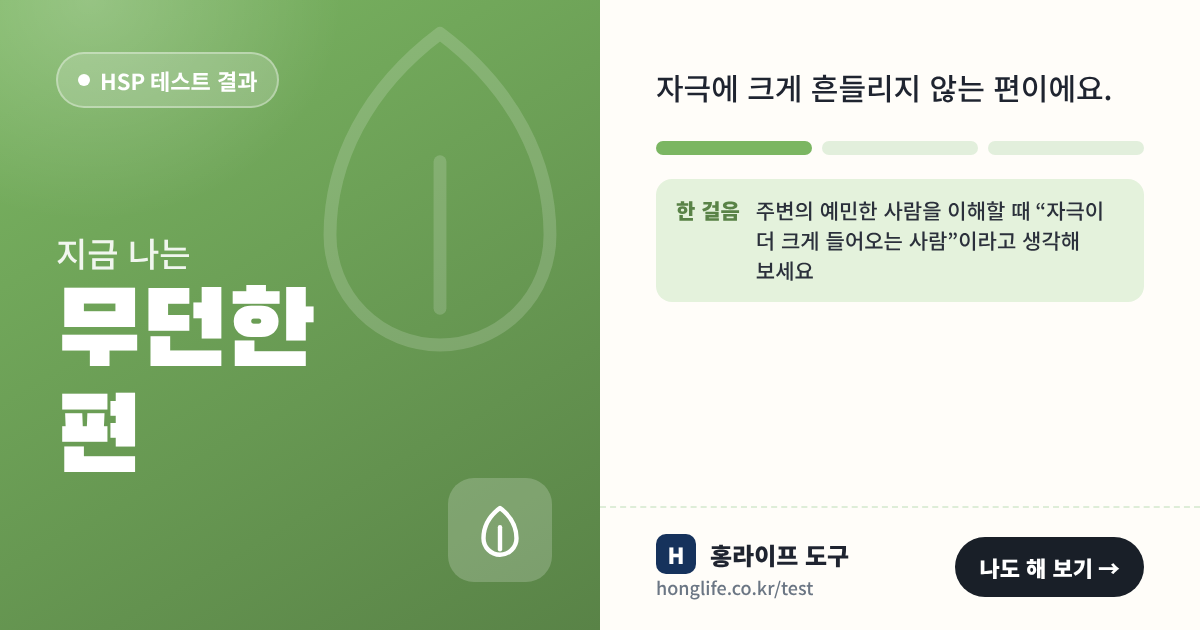 HSP 테스트 결과
지금 나는
무던한
편
자극에 크게 흔들리지 않는 편이에요.
한 걸음 주변의 예민한 사람을 이해할 때 “자극이
더 크게 들어오는 사람”이라고 생각해
보세요
H 홍라이프 도구
honglife.co.kr/test
나도 해 보기 →